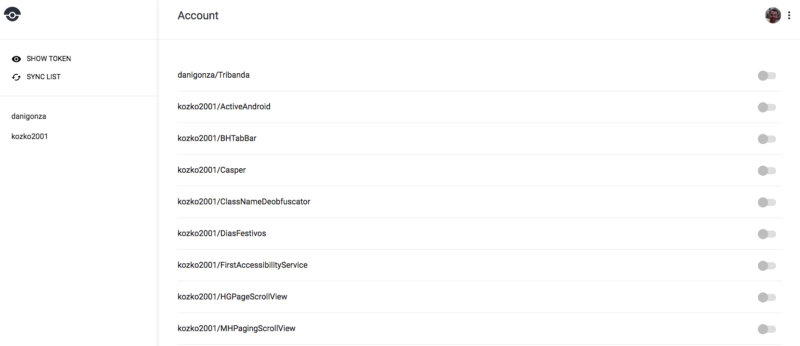 Account
SHOW TOKEN
SYNC LIST
danigonza
kozko2001
danigonza/Tribanda
kozko2001/ActiveAndroid
kozko2001/BHTabBar
kozko2001/Casper
kozko2001/ClassNameDeobfuscator
kozko2001/DiasFestivos
kozko2001/FirstAccessibilityService
kozko2001/HGPageScrollView
kozko2001/MHPagingScrollView